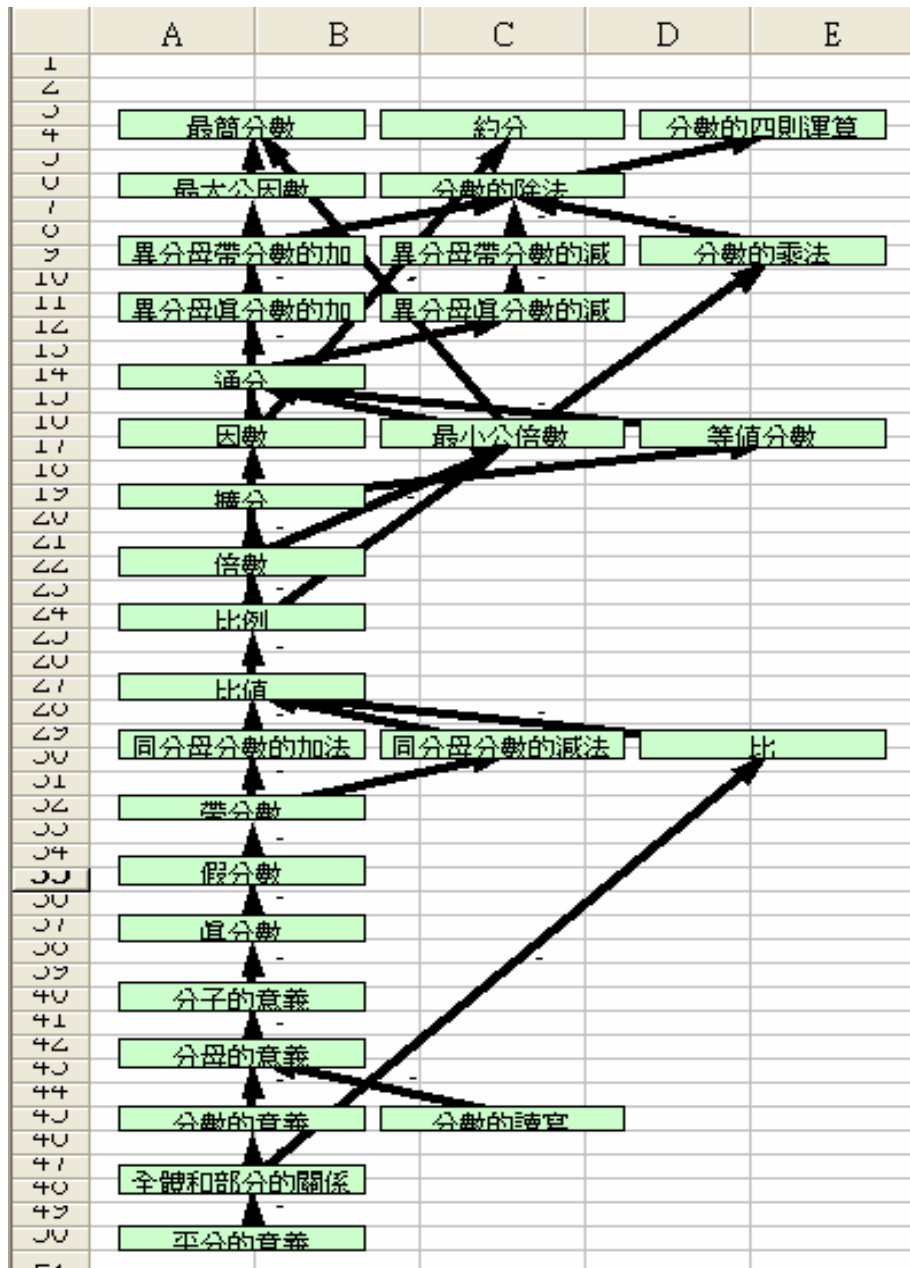 A B C D E
最簡分數 約分 分數的四則運算
最大公因數 分數的除法
異分母帶分數的加 異分母帶分數的減 分數的乘法
異分母眞分數的加 異分母眞分數的減
通分
因數 最小公倍數 等值分數
擴分
倍數
比例
比值
同分母分數的加法 同分母分數的減法 比
帶分數
假分數
眞分數
分子的意義
分母的意義
分數的意義 分數的讀寫
全體和部分的關係
平分的意義